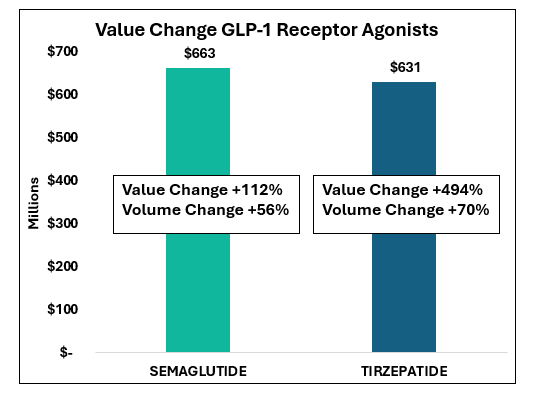 Value Change GLP-1 Receptor Agonists
$700
$600
$500
$400
$300
$200
$100
$-
Millions
$663
$631
Value Change +112%
Volume Change +56%
Value Change +494%
Volume Change +70%
SEMAGLUTIDE
TIRZEPATIDE